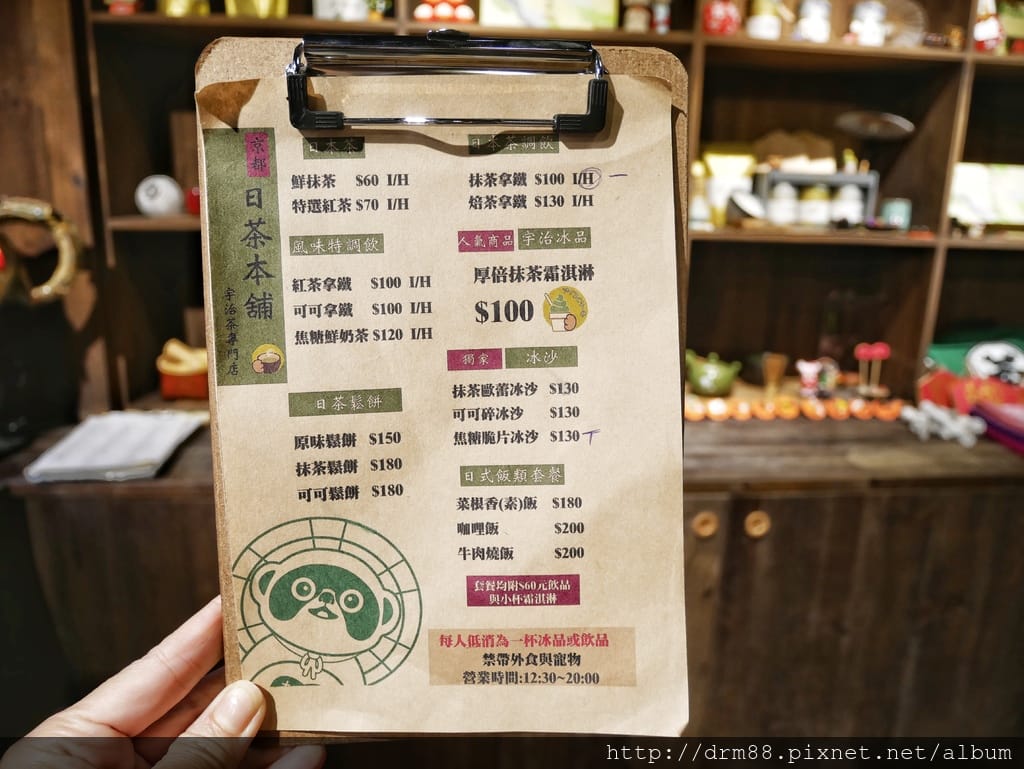 京都
日茶本舖
宇治茶專門店
日本茶
鮮抹茶 $60 I/H
特選紅茶 $70 I/H
風味特調飲
紅茶拿鐵 $100 I/H
可可拿鐵 $100 I/H
焦糖鮮奶茶 $120 I/H
日茶鬆餅
原味鬆餅 $150
抹茶鬆餅 $180
可可鬆餅 $180
日本茶調飲
抹茶拿鐵 $100 I/H 一
焙茶拿鐵 $130 I/H
人氣商品 宇治冰品
厚倍抹茶霜淇淋
$100
獨家 冰沙
抹茶歐蕾冰沙 $130
可可碎冰沙 $130
焦糖脆片冰沙 $130
日式飯類套餐
菜根香(素)飯 $180
咖哩飯 $200
牛肉燒飯 $200
套餐均附$60元飲品
與小杯霜淇淋
每人低消為一杯冰品或飲品
禁帶外食與寵物
營業時間:12:30~20:00
http://drm88.pixnet.net/album